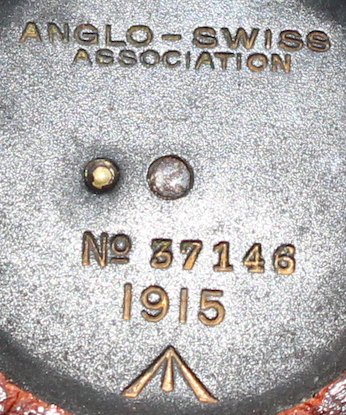 ANGLO-SWISS
ASSOCIATION
No 37146
1915